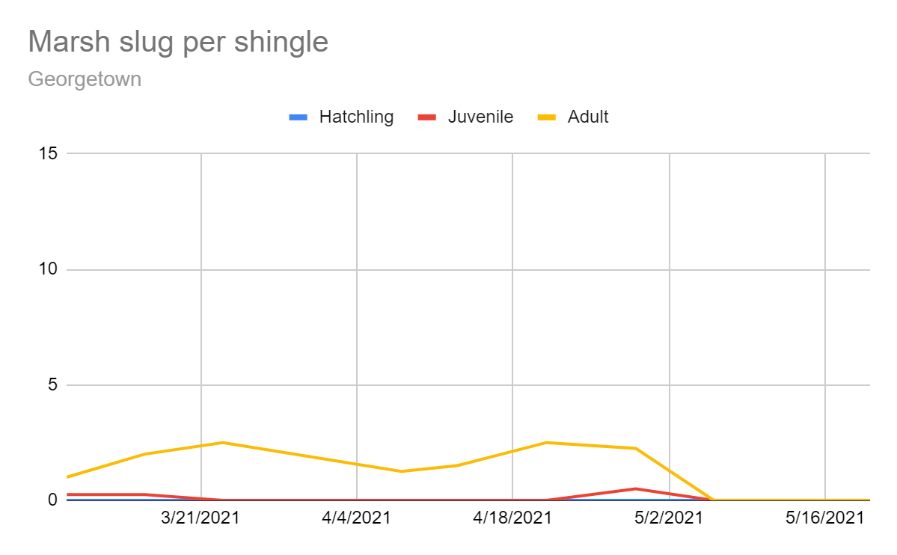 Marsh slug per shingle
Georgetown
Hatchling Juvenile Adult
15
10
5
0
3/21/2021 4/4/2021 4/18/2021 5/2/2021 5/16/2021